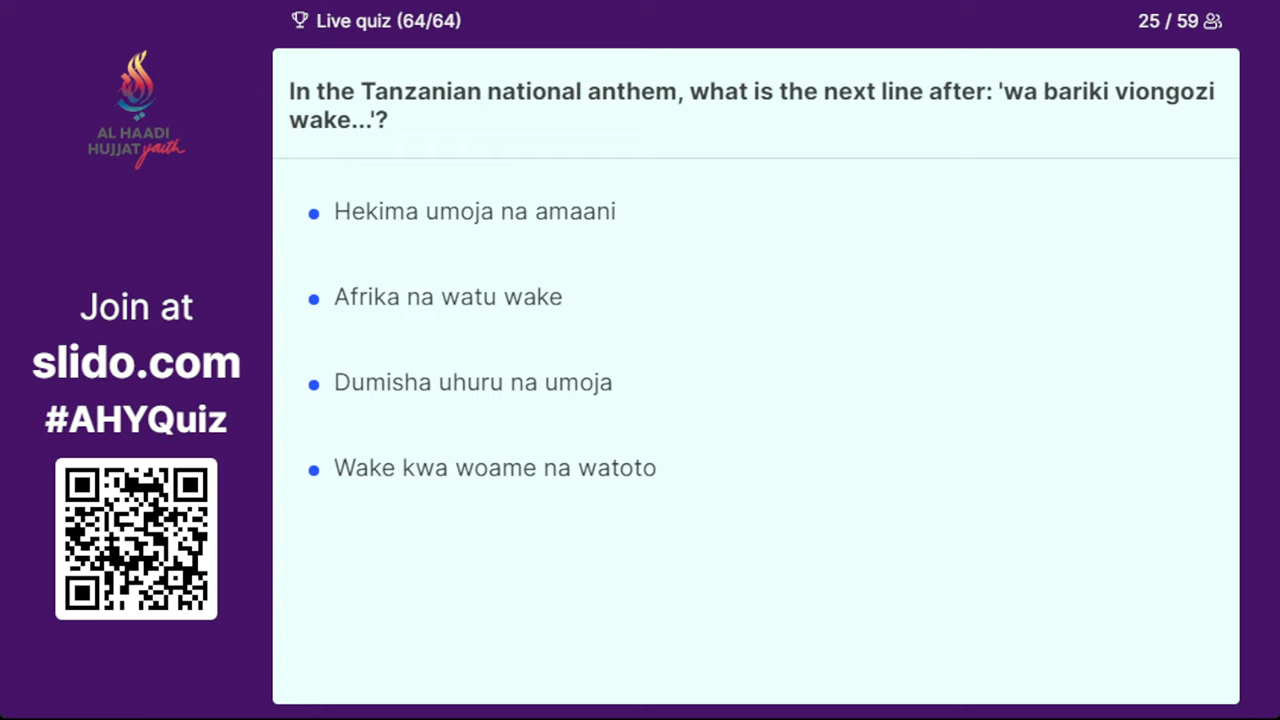 Live quiz (64/64)
25 / 59
AL HAADI
HUJJAT youth
In the Tanzanian national anthem, what is the next line after: 'wa bariki viongozi
wake...'?
Hekima umoja na amaani
Afrika na watu wake
Dumisha uhuru na umoja
Wake kwa woame na watoto
Join at
slido.com
#AHYQuiz